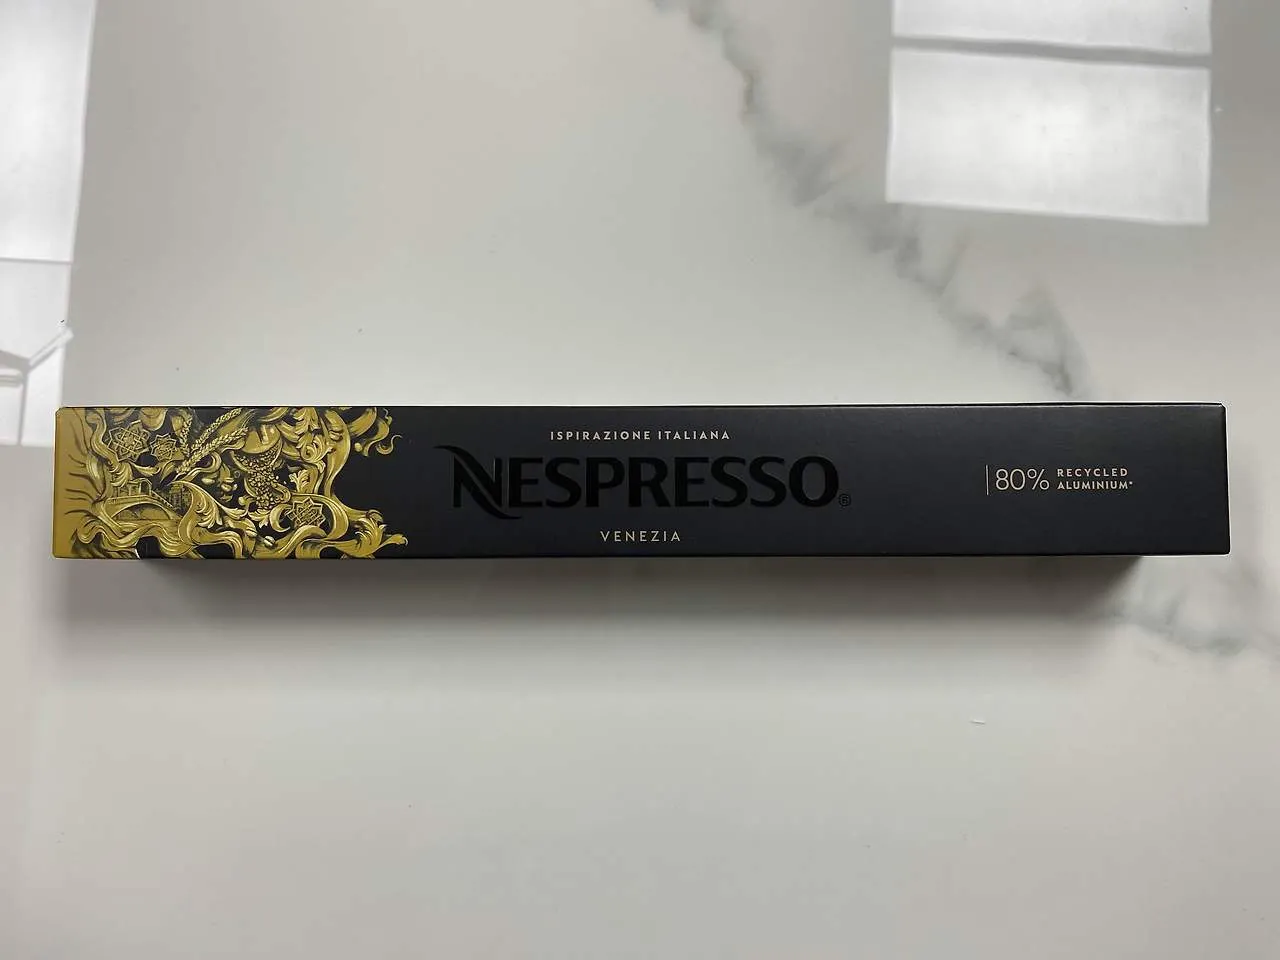 ISPIRAZIONE ITALIANA
NESPRESSO®
VENEZIA
80% RECYCLED
ALUMINIUM*